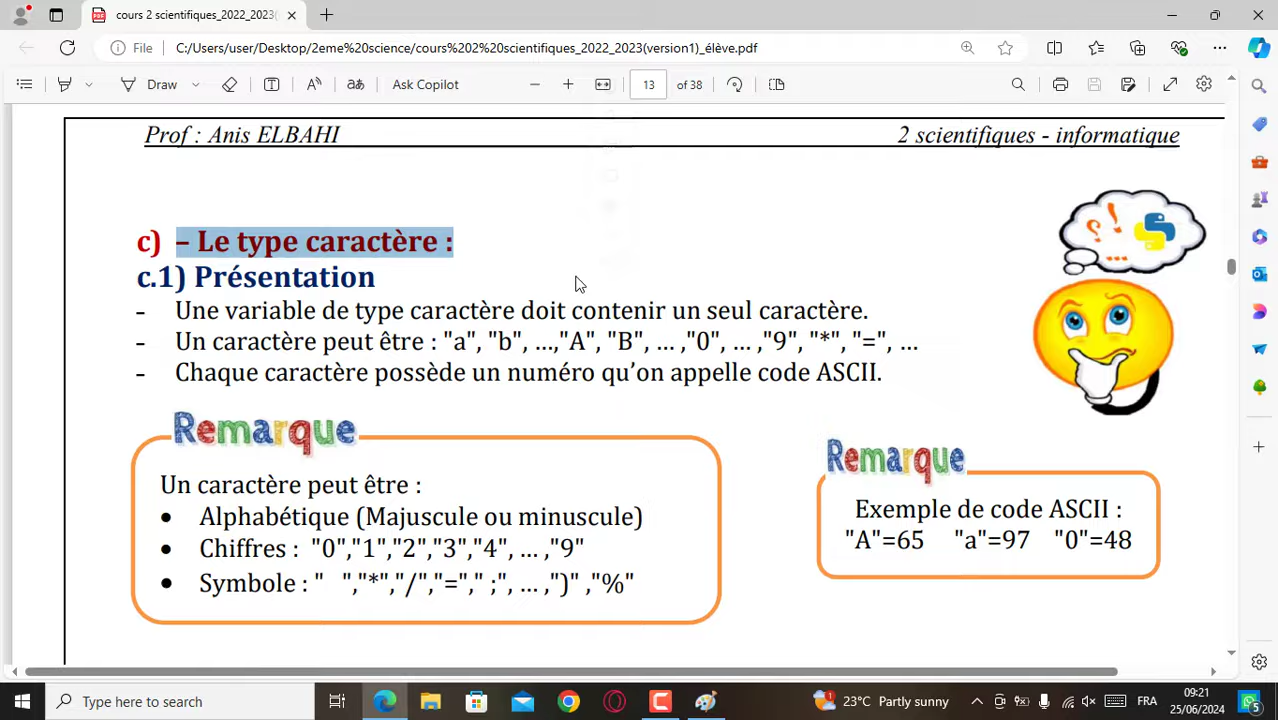 cours 2 scientifiques_2022_2023(
File
C:/Users/user/Desktop/2eme%20science/cours%202%20scientifiques_2022_2023(version1)_élève.pdf
Draw
Ask Copilot
13
of 38
Prof : Anis ELBAHI
2 scientifiques - informatique
c) – Le type caractère :
c.1) Présentation
- Une variable de type caractère doit contenir un seul caractère.
- Un caractère peut être : "a", "b", ...,"A", "B", ... ,"0", ... ,"9", "*", "=", ...
- Chaque caractère possède un numéro qu’on appelle code ASCII.
Remarque
Un caractère peut être :
• Alphabétique (Majuscule ou minuscule)
• Chiffres : "0","1","2","3","4", ... ,"9"
• Symbole : " ","*","/","="," ;", ... ,")" ,"%"
Remarque
Exemple de code ASCII :
"A"=65 "a"=97 "0"=48
Type here to search
23°C Partly sunny
FRA
09:21
25/06/2024
5